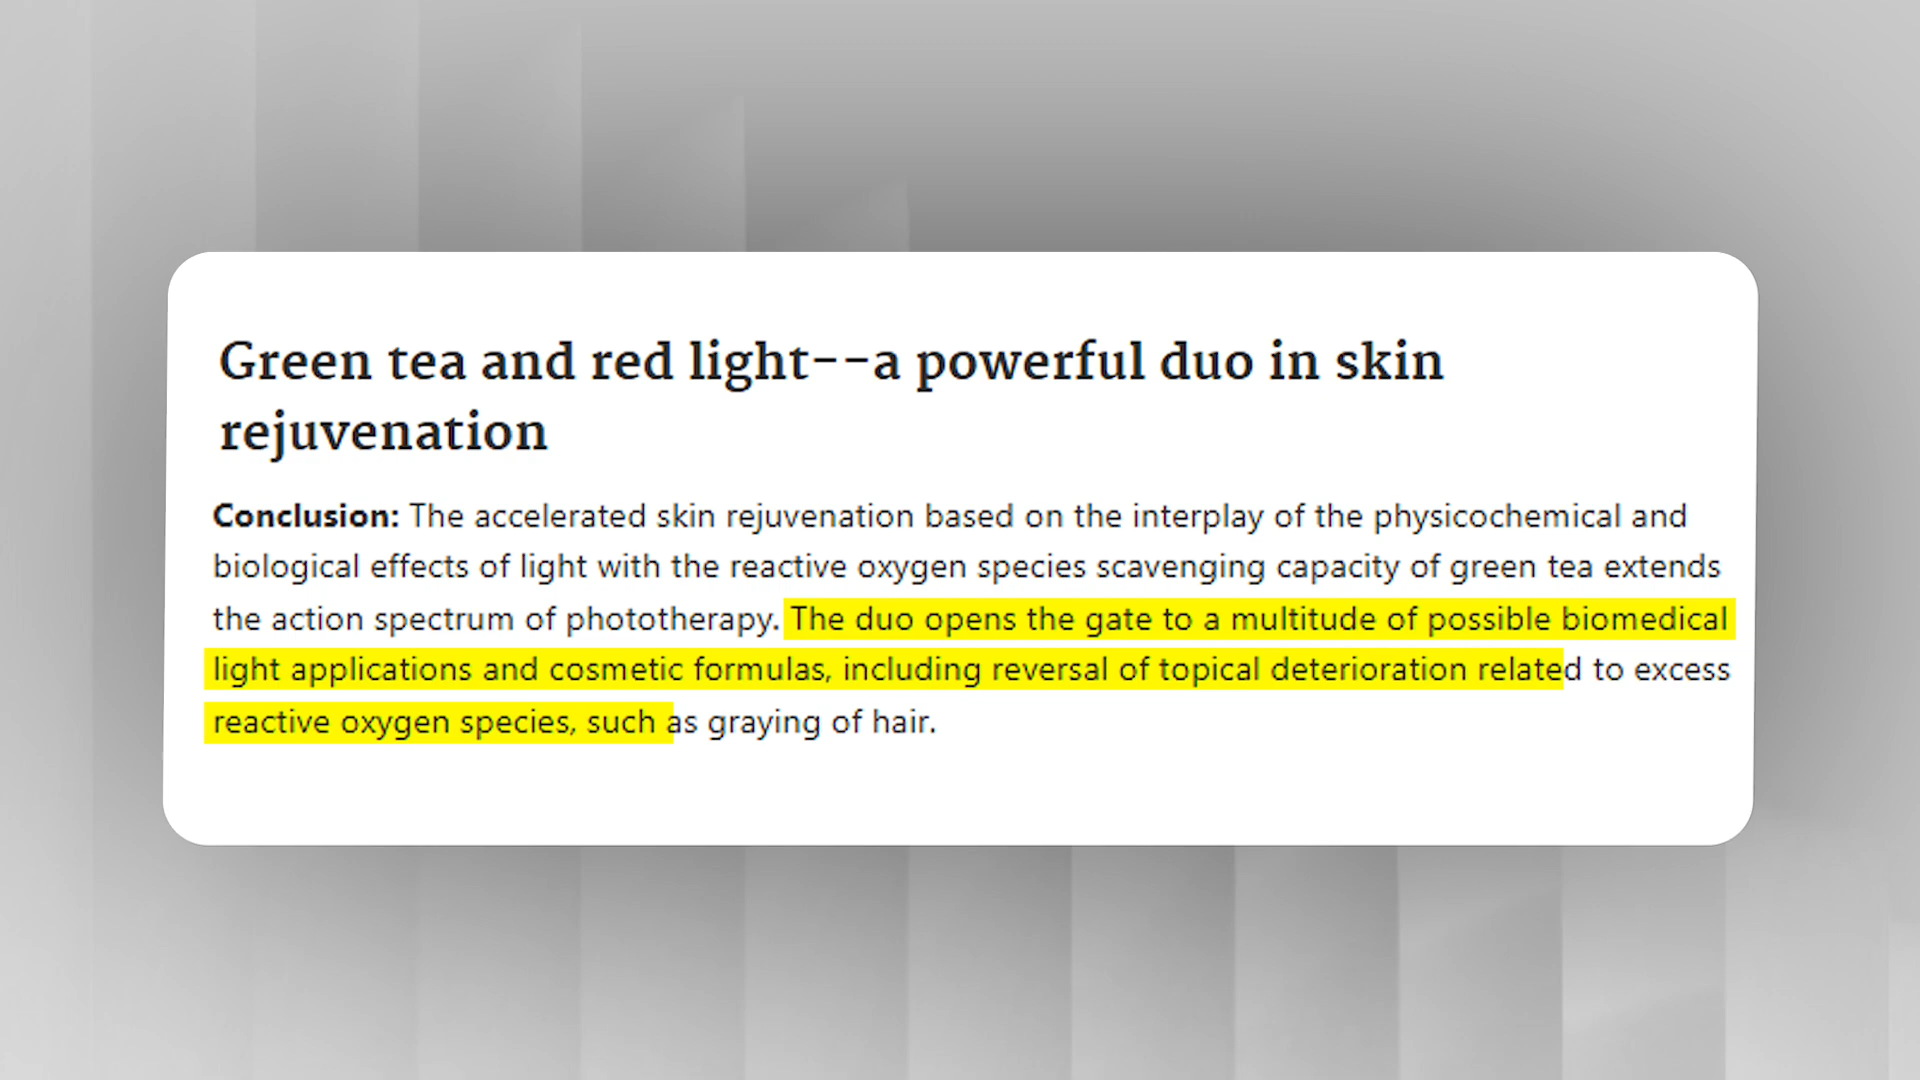 Green tea and red light--a powerful duo in skin
rejuvenation
Conclusion: The accelerated skin rejuvenation based on the interplay of the physicochemical and
biological effects of light with the reactive oxygen species scavenging capacity of green tea extends
the action spectrum of phototherapy. The duo opens the gate to a multitude of possible biomedical
light applications and cosmetic formulas, including reversal of topical deterioration related to excess
reactive oxygen species, such as graying of hair.